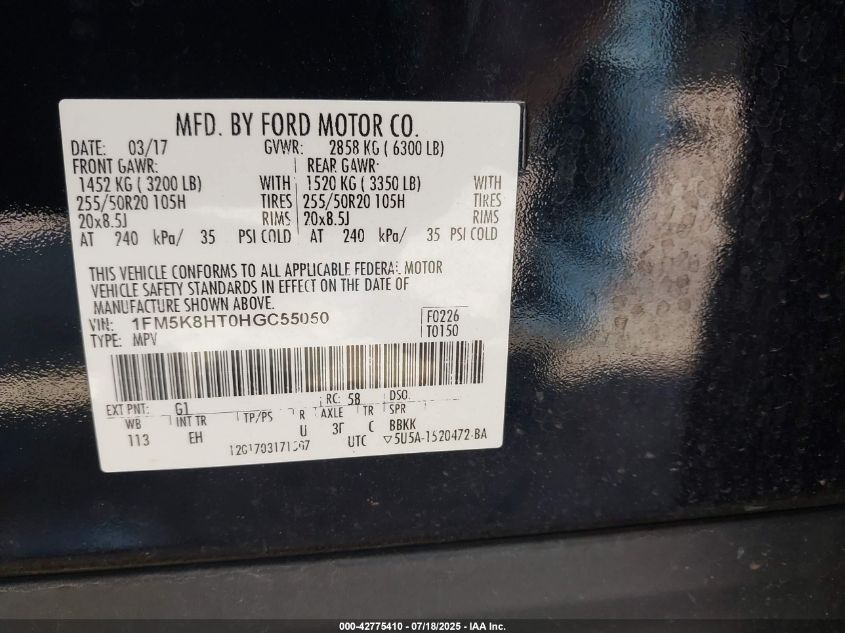 MFD. BY FORD MOTOR CO.
DATE: 03/17 GVWR: 2858 KG ( 6300 LB)
FRONT GAWR: REAR GAWR:
1452 KG ( 3200 LB) WITH 1520 KG ( 3350 LB) WITH
255/50R20 105H TIRES 255/50R20 105H TIRES
20x8.5J RIMS 20x8.5J RIMS
AT 240 kPa/ 35 PSI COLD AT 240 kPa/ 35 PSI COLD
THIS VEHICLE CONFORMS TO ALL APPLICABLE FEDERAL MOTOR
VEHICLE SAFETY STANDARDS IN EFFECT ON THE DATE OF
MANUFACTURE SHOWN ABOVE.
VIN: 1FM5K8HT0HGC55050 F0226
TYPE: MPV T0150
EXT PNT: G1 RC: 58 DSO:
WB INT TR TP/PS R AXLE TR SPR
113 EH U C BBKK
UTC ▽5U5A-1520472-BA
000-42775410 - 07/18/2025 - IAA Inc.